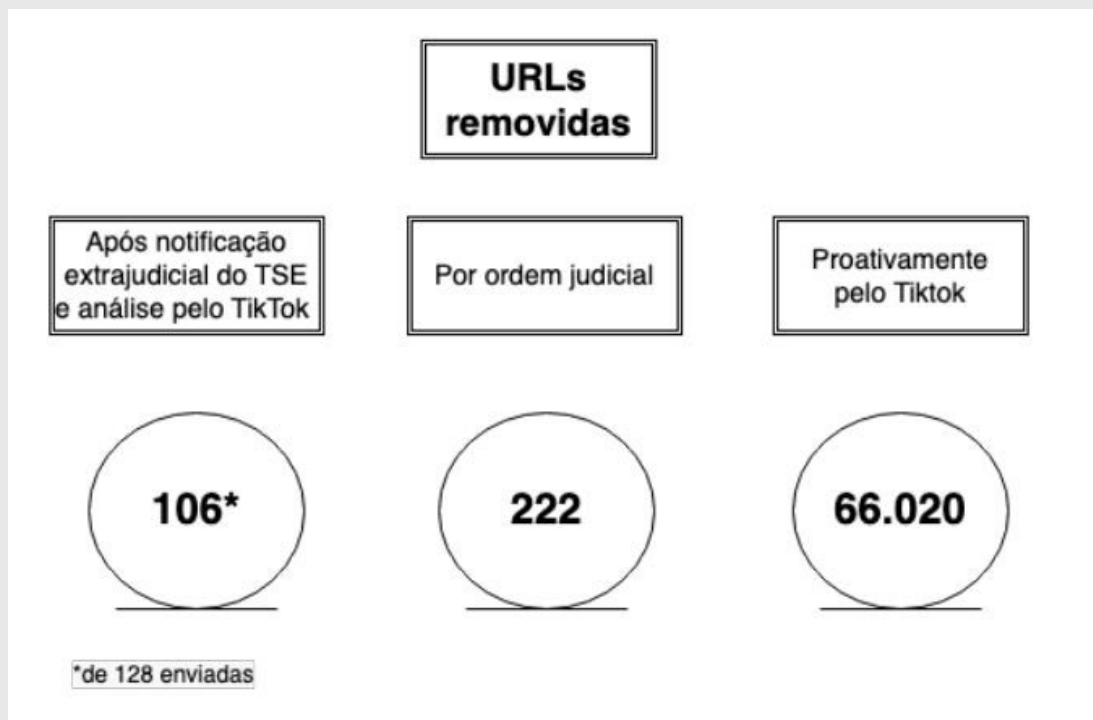 URLs
removidas
Após notificação
extrajudicial do TSE
e análise pelo TikTok
Por ordem judicial
Proativamente
pelo Tiktok
106*
222
66.020
*de 128 enviadas